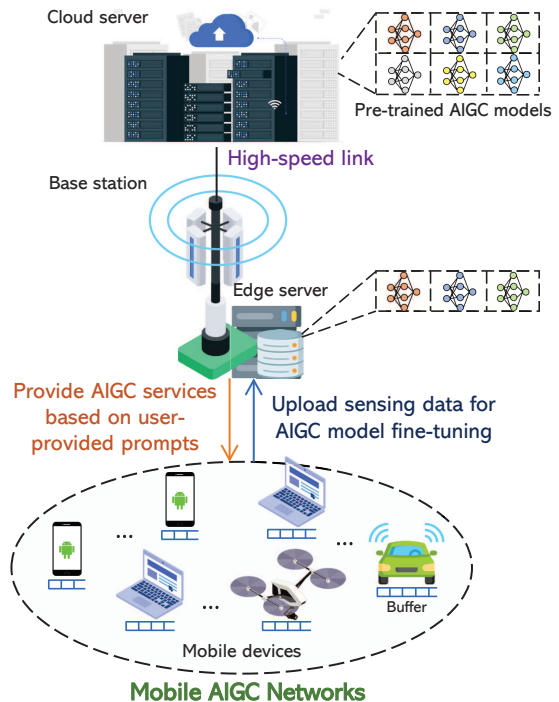 Cloud server
Pre-trained AIGC models
High-speed link
Base station
Edge server
Provide AIGC services
based on user-
provided prompts
Upload sensing data for
AIGC model fine-tuning
...
...
...
Buffer
Mobile devices
Mobile AIGC Networks